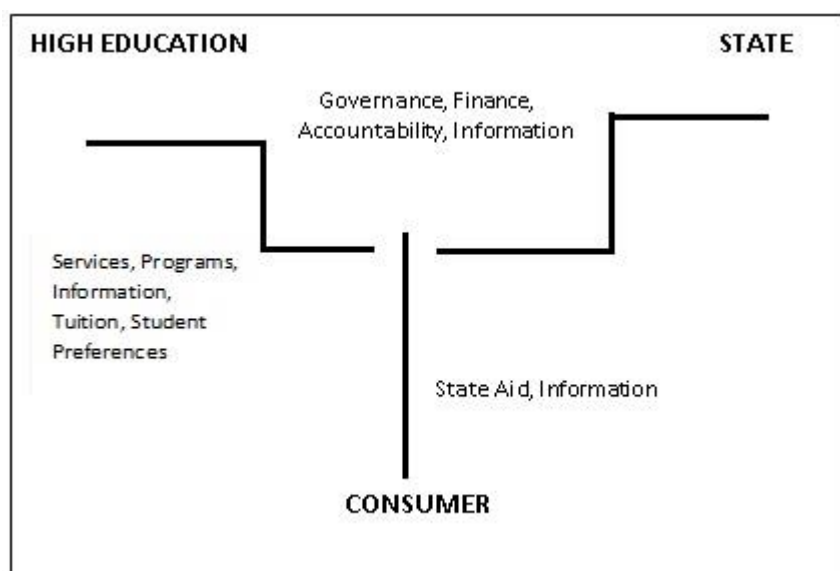 HIGH EDUCATION
STATE
Governance, Finance,
Accountability, Information
Services, Programs,
Information,
Tuition, Student
Preferences
State Aid, Information
CONSUMER